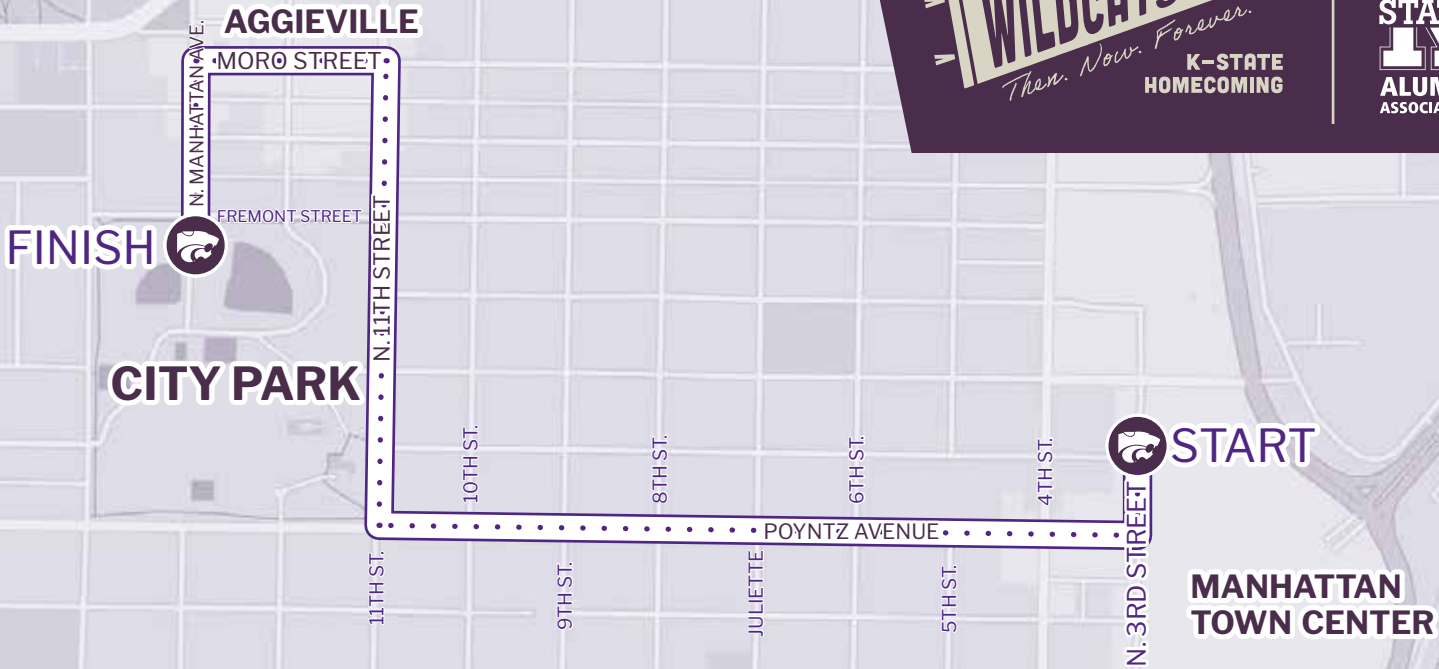 AGGIEVILLE
MORO STREET
N. MANHATTAN AVE.
WILDCATS
Then. Now. Forever.
K-STATE
HOMECOMING
FREMONT STREET
FINISH
N. 11TH STREET
CITY PARK
START
10TH ST.
8TH ST.
6TH ST.
4TH ST.
POYNTZ AVENUE
N. 3RD STREET
11TH ST.
9TH ST.
JULIETTE
5TH ST.
MANHATTAN
TOWN CENTER